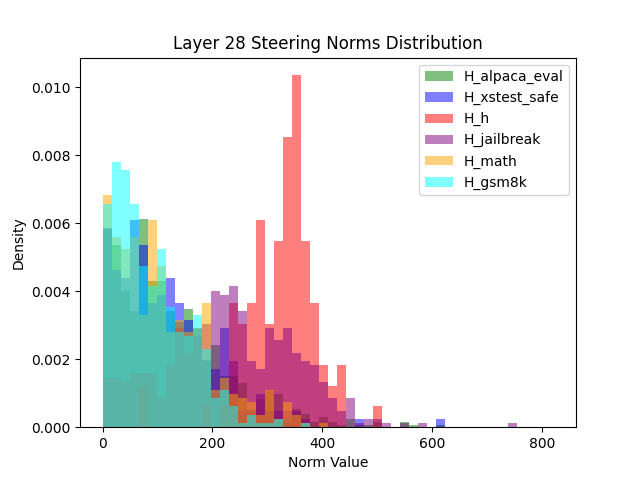 Layer 28 Steering Norms Distribution
H_alpaca_eval
H_xstest_safe
H_h
H_jailbreak
H_math
H_gsm8k
Density
0.010
0.008
0.006
0.004
0.002
0.000
0 200 400 600 800
Norm Value